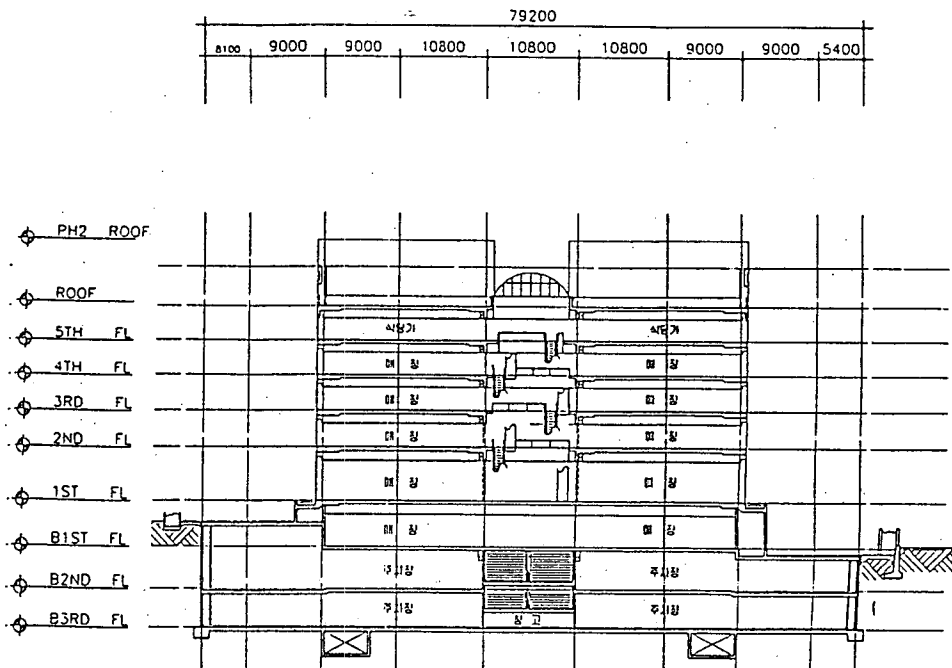 79200
8100 9000 9000 10800 10800 10800 9000 9000 5400
PH2 ROOF
ROOF
5TH FL 식당가 식당가
4TH FL 매장 매장
3RD FL 매장 매장
2ND FL 매장 매장
1ST FL 매장 매장
B1ST FL 매장 매장
B2ND FL 주차장 주차장
B3RD FL 주차장 주차장
창고